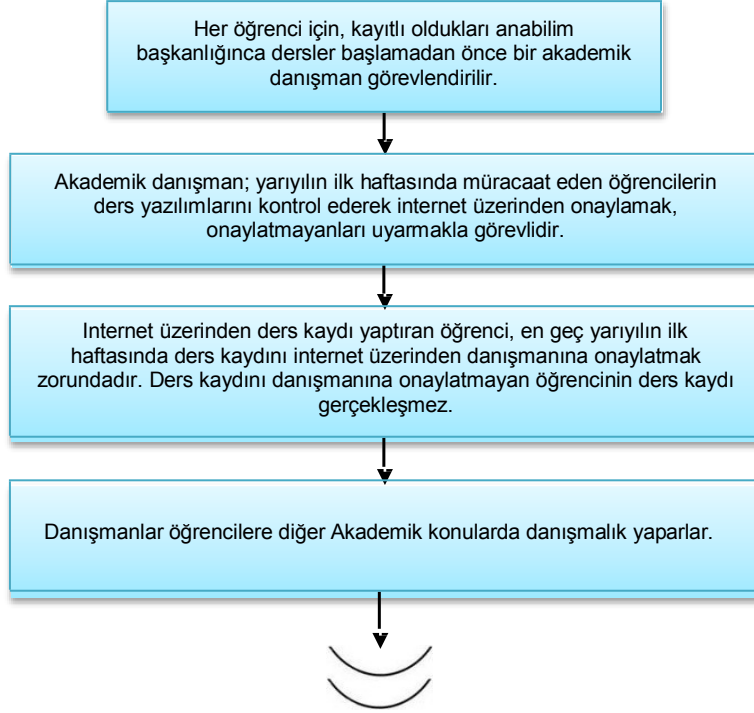 Her öğrenci için, kayıtlı oldukları anabilim
başkanlığınca dersler başlamadan önce bir akademik
danışman görevlendirilir.
Akademik danışman; yarıyılın ilk haftasında müracaat eden öğrencilerin
ders yazılımlarını kontrol ederek internet üzerinden onaylamak,
onaylatmayanları uyarmakla görevlidir.
Internet üzerinden ders kaydı yaptıran öğrenci, en geç yarıyılın ilk
haftasında ders kaydını internet üzerinden danışmanına onaylatmak
zorundadır. Ders kaydını danışmanına onaylatmayan öğrencinin ders kaydı
gerçekleşmez.
Danışmanlar öğrencilere diğer Akademik konularda danışmalık yaparlar.